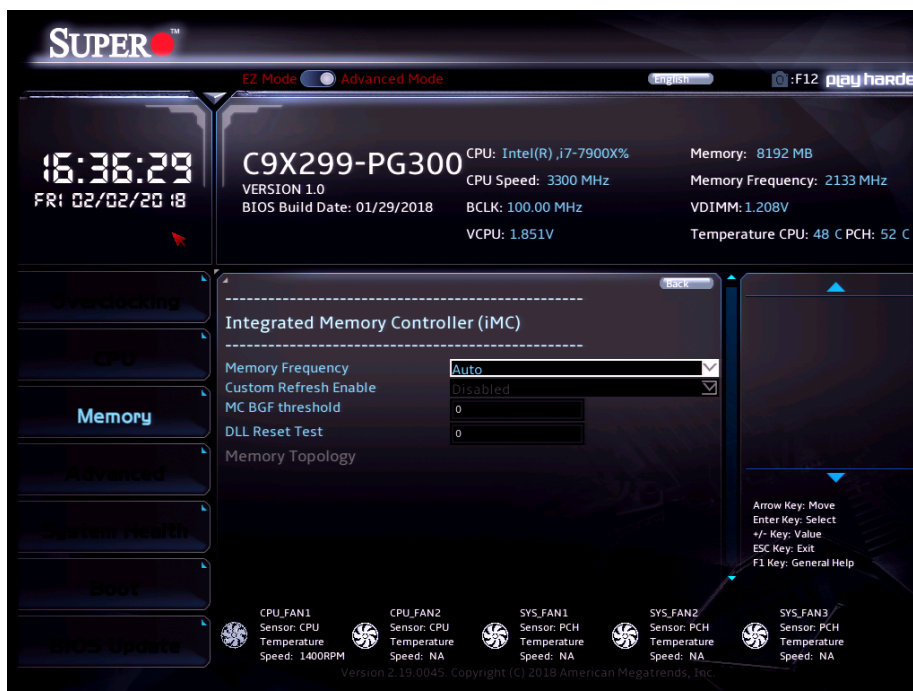 SUPER™
EZ Mode Advanced Mode English :F12 play harde
16:36:29
FRI 02/02/2018
C9X299-PG300
VERSION 1.0
BIOS Build Date: 01/29/2018
CPU: Intel(R) ,i7-7900X%
CPU Speed: 3300 MHz
BCLK: 100.00 MHz
VCPU: 1.851V
Memory: 8192 MB
Memory Frequency: 2133 MHz
VDIMM: 1.208V
Temperature CPU: 48 C PCH: 52 C
Overclocking
CPU
Memory
Advanced
System Health
Boot
BIOS Update
Back
------------------------------------------------
Integrated Memory Controller (iMC)
------------------------------------------------
Memory Frequency Auto
Custom Refresh Enable Disabled
MC BGF threshold 0
DLL Reset Test 0
Memory Topology
Arrow Key: Move
Enter Key: Select
+/- Key: Value
ESC Key: Exit
F1 Key: General Help
CPU_FAN1
Sensor: CPU
Temperature
Speed: 1400RPM
CPU_FAN2
Sensor: CPU
Temperature
Speed: NA
SYS_FAN1
Sensor: PCH
Temperature
Speed: NA
SYS_FAN2
Sensor: PCH
Temperature
Speed: NA
SYS_FAN3
Sensor: PCH
Temperature
Speed: NA
Version 2.19.0045. Copyright (C) 2018 American Megatrends, Inc.